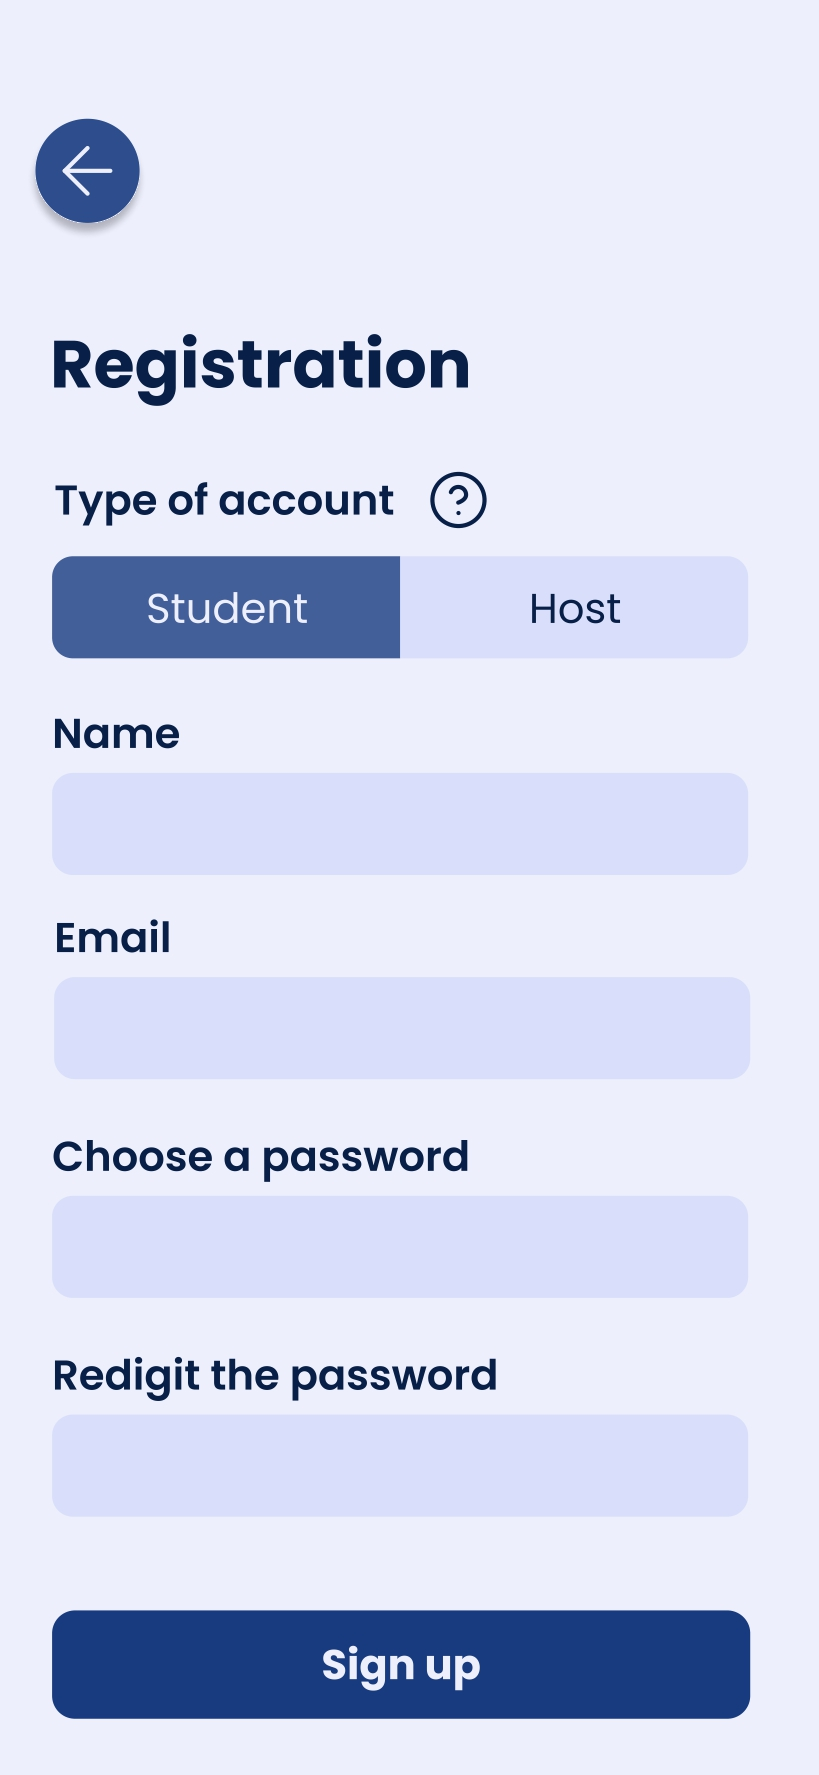 Registration
Type of account ?
Student Host
Name
Email
Choose a password
Redigit the password
Sign up